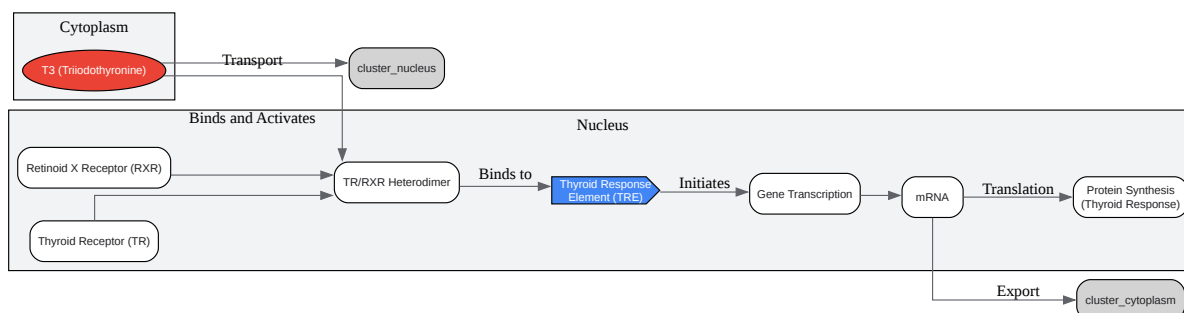 Cytoplasm
T3 (Triiodothyronine)
Transport
cluster_nucleus
Binds and Activates
Nucleus
Retinoid X Receptor (RXR)
Thyroid Receptor (TR)
TR/RXR Heterodimer
Binds to
Thyroid Response
Element (TRE)
Initiates
Gene Transcription
mRNA
Translation
Protein Synthesis
(Thyroid Response)
Export
cluster_cytoplasm